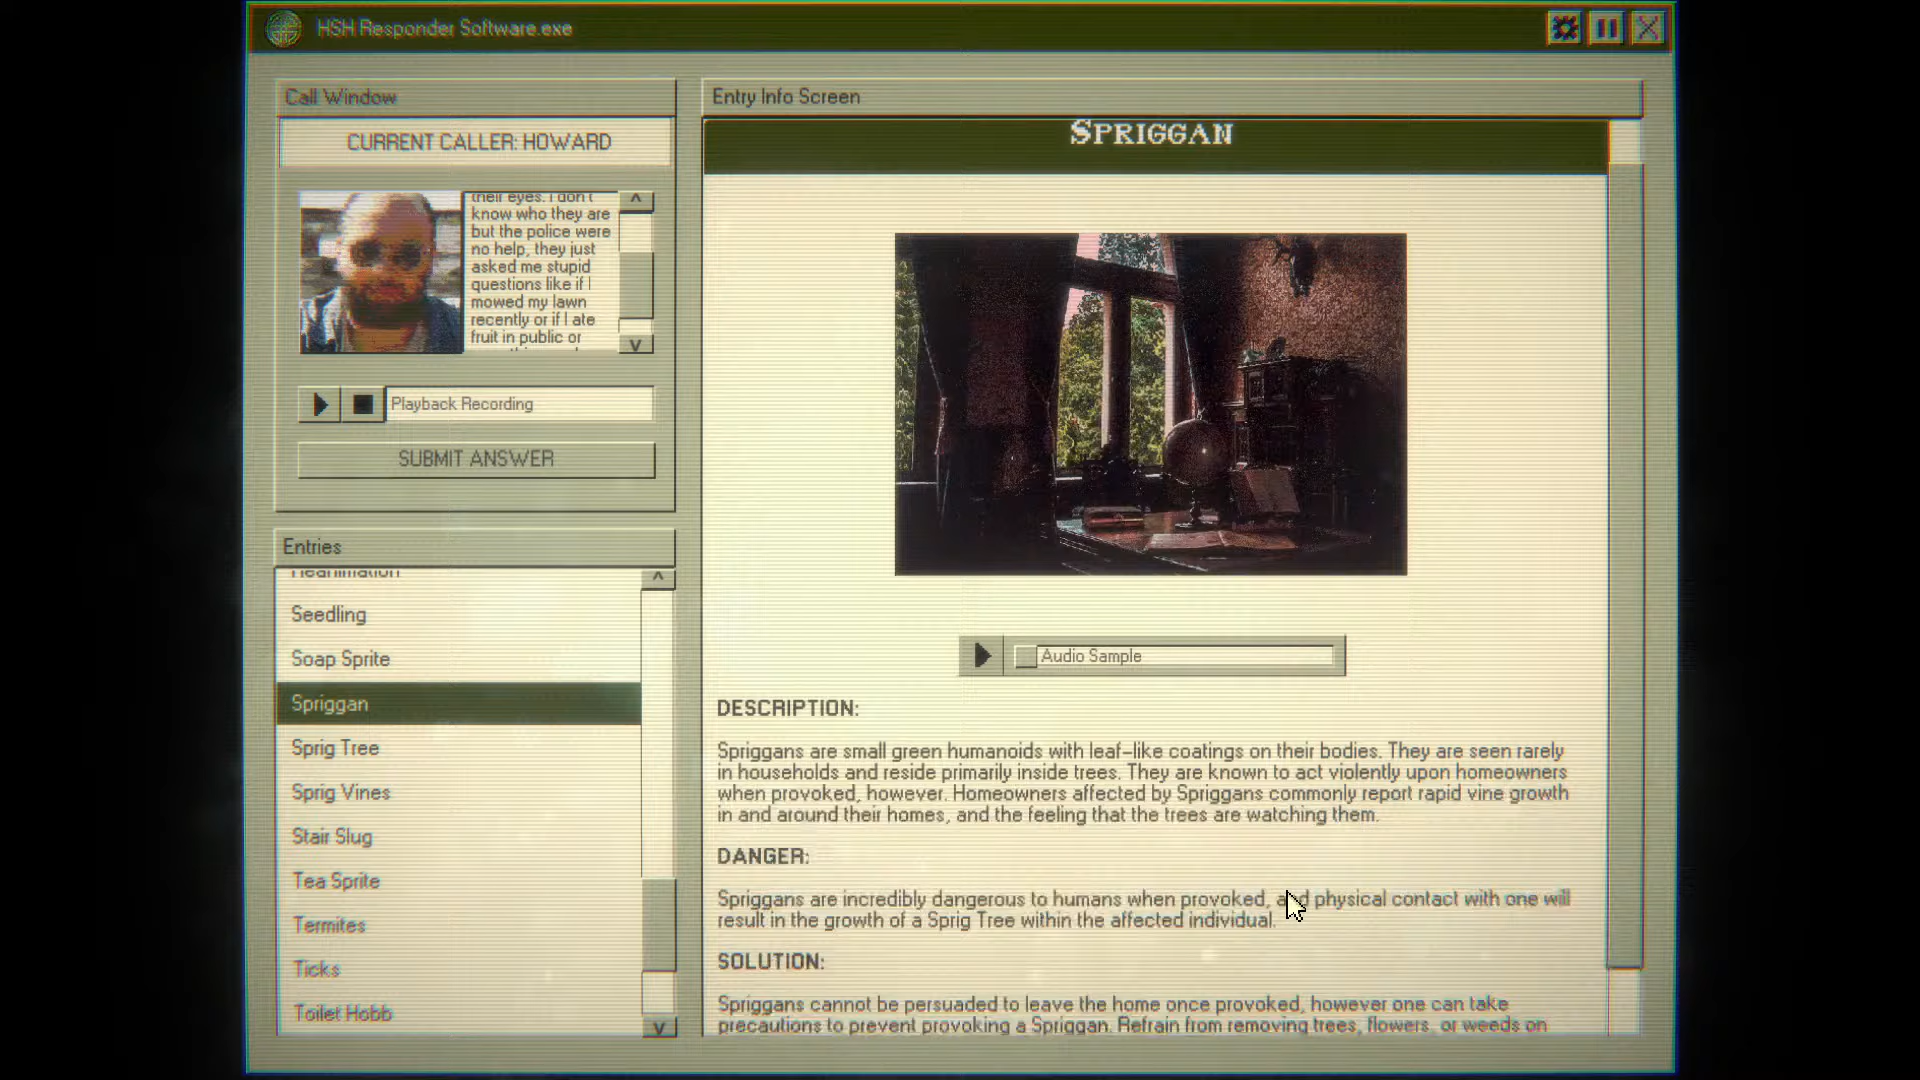 HSH Responder Software.exe
Call Window
CURRENT CALLER: HOWARD
their eyes. I don't
know who they are
but the police were
no help, they just
asked me stupid
questions like if I
mowed my lawn
recently or if I ate
fruit in public or
Playback Recording
SUBMIT ANSWER
Entries
Reanimation
Seedling
Soap Sprite
Spriggan
Sprig Tree
Sprig Vines
Stair Slug
Tea Sprite
Termites
Ticks
Toilet Hobb
Entry Info Screen
SPRIGGAN
Audio Sample
DESCRIPTION:
Spriggans are small green humanoids with leaf-like coatings on their bodies. They are seen rarely
in households and reside primarily inside trees. They are known to act violently upon homeowners
when provoked, however. Homeowners affected by Spriggans commonly report rapid vine growth
in and around their homes, and the feeling that the trees are watching them.
DANGER:
Spriggans are incredibly dangerous to humans when provoked, and physical contact with one will
result in the growth of a Sprig Tree within the affected individual.
SOLUTION:
Spriggans cannot be persuaded to leave the home once provoked, however one can take
precautions to prevent provoking a Spriggan. Refrain from removing trees, flowers, or weeds on